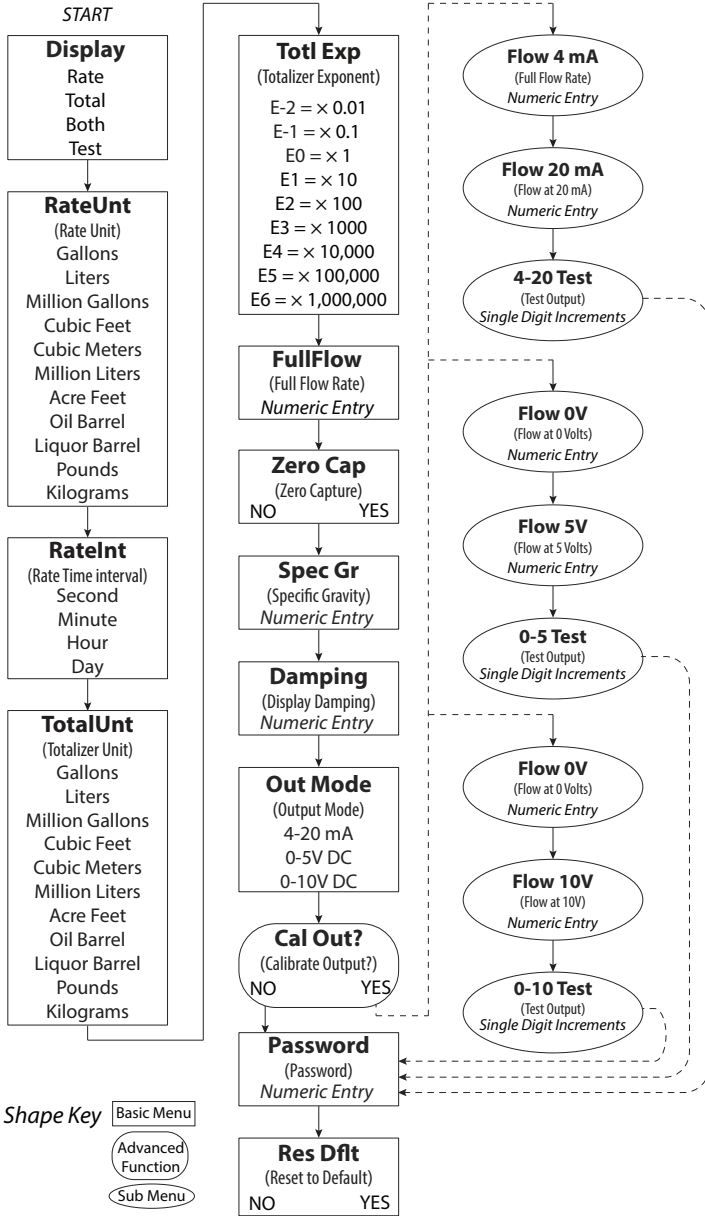 START
Display
Rate
Total
Both
Test
RateUnt
(Rate Unit)
Gallons
Liters
Million Gallons
Cubic Feet
Cubic Meters
Million Liters
Acre Feet
Oil Barrel
Liquor Barrel
Pounds
Kilograms
RateInt
(Rate Time interval)
Second
Minute
Hour
Day
TotalUnt
(Totalizer Unit)
Gallons
Liters
Million Gallons
Cubic Feet
Cubic Meters
Million Liters
Acre Feet
Oil Barrel
Liquor Barrel
Pounds
Kilograms
Totl Exp
(Totalizer Exponent)
E-2 = × 0.01
E-1 = × 0.1
E0 = × 1
E1 = × 10
E2 = × 100
E3 = × 1000
E4 = × 10,000
E5 = × 100,000
E6 = × 1,000,000
FullFlow
(Full Flow Rate)
Numeric Entry
Zero Cap
(Zero Capture)
NO YES
Spec Gr
(Specific Gravity)
Numeric Entry
Damping
(Display Damping)
Numeric Entry
Out Mode
(Output Mode)
4-20 mA
0-5V DC
0-10V DC
Cal Out?
(Calibrate Output?)
NO YES
Password
(Password)
Numeric Entry
Res Dflt
(Reset to Default)
NO YES
Flow 4 mA
(Full Flow Rate)
Numeric Entry
Flow 20 mA
(Flow at 20 mA)
Numeric Entry
4-20 Test
(Test Output)
Single Digit Increments
Flow 0V
(Flow at 0 Volts)
Numeric Entry
Flow 5V
(Flow at 5 Volts)
Numeric Entry
0-5 Test
(Test Output)
Single Digit Increments
Flow 0V
(Flow at 0 Volts)
Numeric Entry
Flow 10V
(Flow at 10V)
Numeric Entry
0-10 Test
(Test Output)
Single Digit Increments
Shape Key
Basic Menu
Advanced
Function
Sub Menu